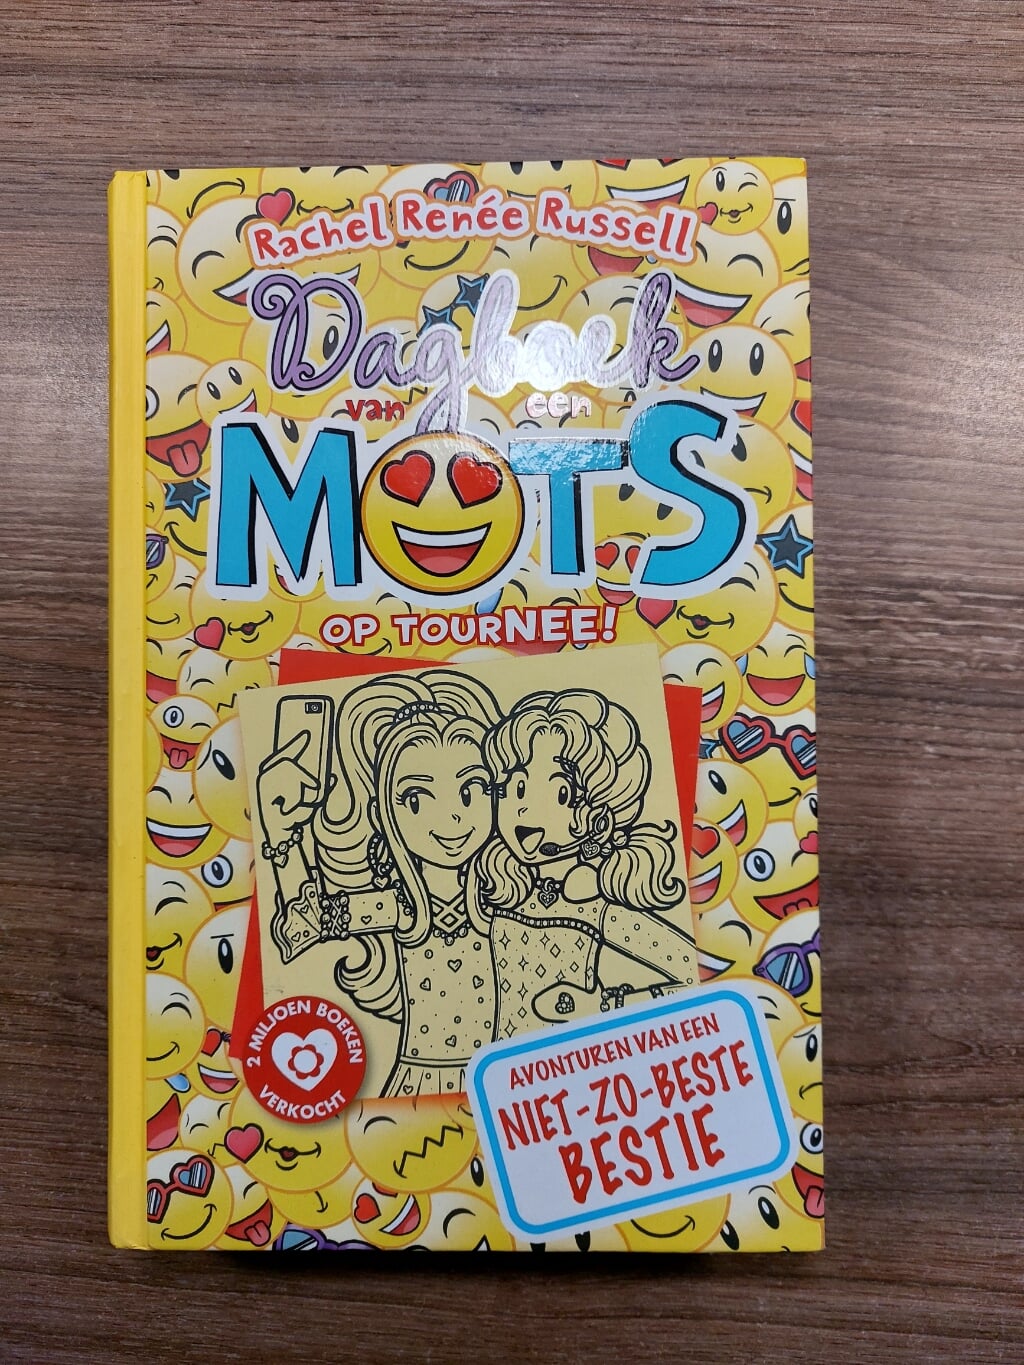 Rachel Renée Russell
Dagboek
van een
MOTS
OP TOURNEE!
2 MILJOEN BOEKEN
VERKOCHT
AVONTUREN VAN EEN
NIET-ZO-BESTE
BESTIE